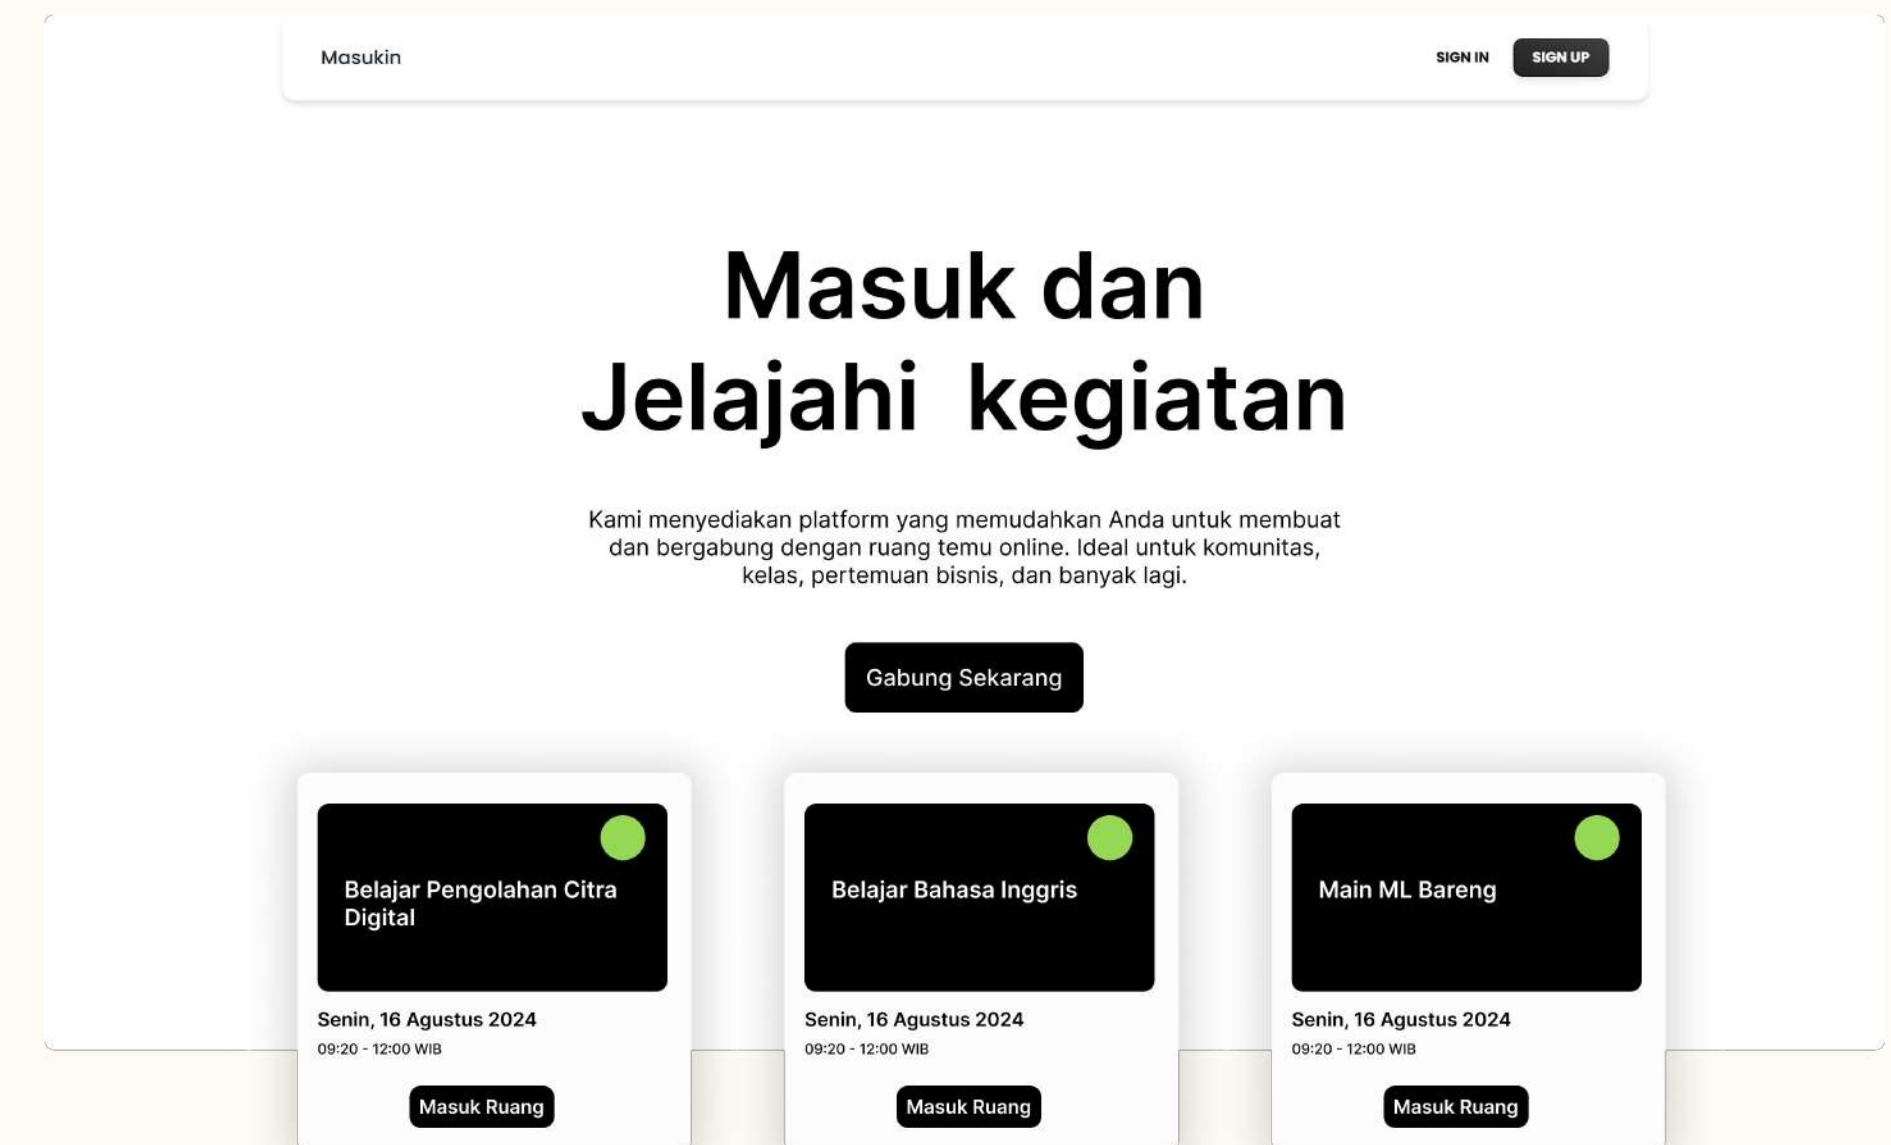 Masukin
SIGN IN
SIGN UP
Masuk dan
Jelajahi kegiatan
Kami menyediakan platform yang memudahkan Anda untuk membuat
dan bergabung dengan ruang temu online. Ideal untuk komunitas,
kelas, pertemuan bisnis, dan banyak lagi.
Gabung Sekarang
Belajar Pengolahan Citra
Digital
Senin, 16 Agustus 2024
09:20 - 12:00 WIB
Masuk Ruang
Belajar Bahasa Inggris
Senin, 16 Agustus 2024
09:20 - 12:00 WIB
Masuk Ruang
Main ML Bareng
Senin, 16 Agustus 2024
09:20 - 12:00 WIB
Masuk Ruang